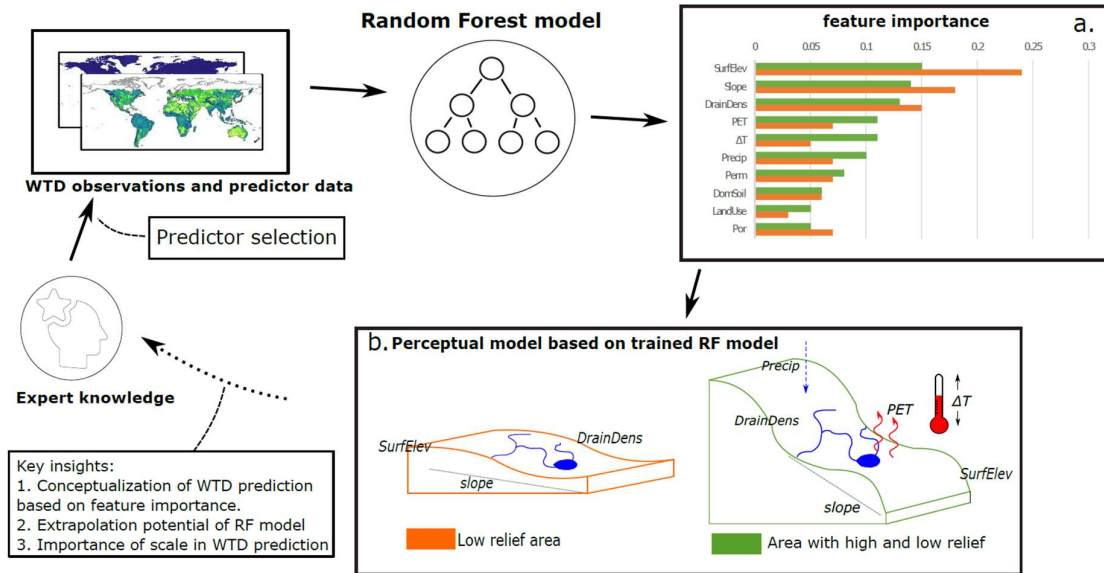 Random Forest model
WTD observations and predictor data
Predictor selection
Expert knowledge
Key insights:
1. Conceptualization of WTD prediction
based on feature importance.
2. Extrapolation potential of RF model
3. Importance of scale in WTD prediction
feature importance
a.
0 0.05 0.1 0.15 0.2 0.25 0.3
SurfElev
Slope
DrainDens
PET
ΔT
Precip
Perm
DomSoil
LandUse
Por
b. Perceptual model based on trained RF model
SurfElev
DrainDens
slope
Low relief area
Precip
DrainDens
PET
ΔT
SurfElev
slope
Area with high and low relief